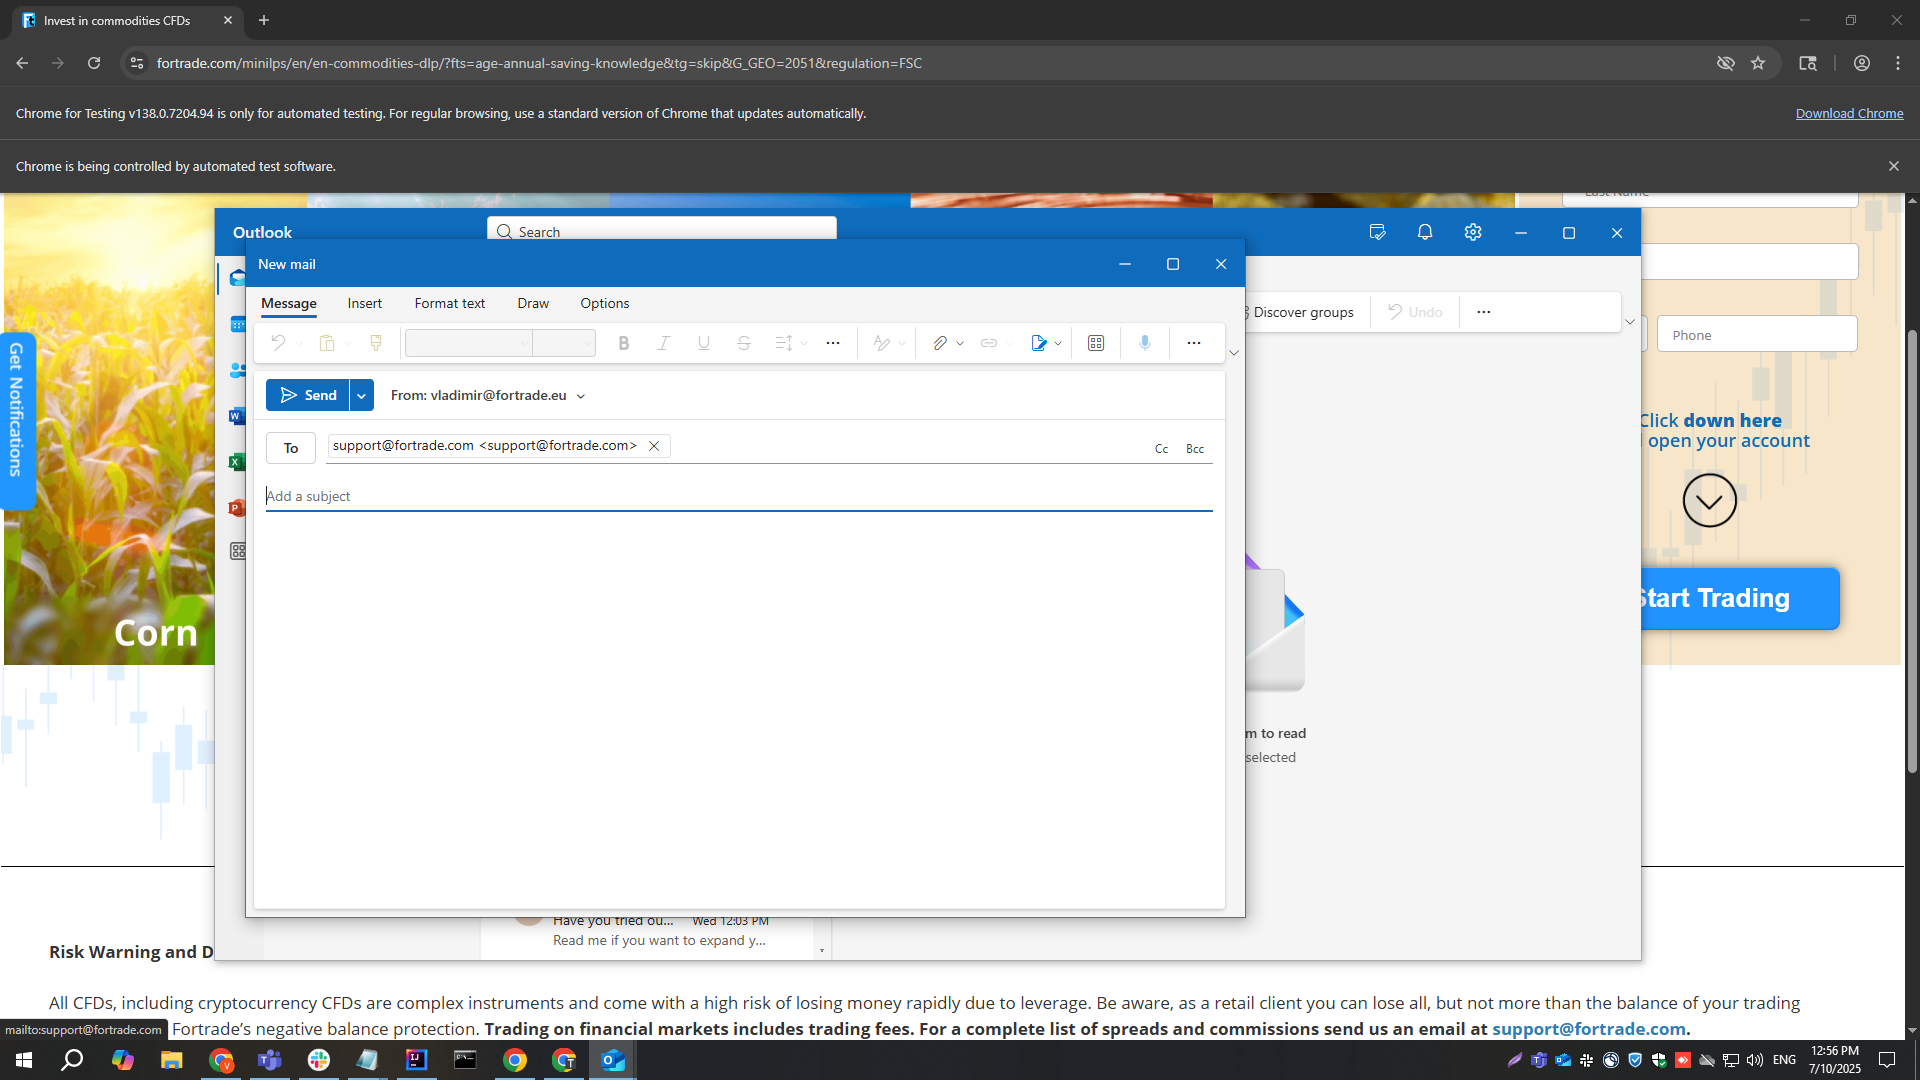 Invest in commodities CFDs
fortrade.com/minilps/en/en-commodities-dlp/?fts=age-annual-saving-knowledge&tg=skip&G_GEO=2051&regulation=FSC
Chrome for Testing v138.0.7204.94 is only for automated testing. For regular browsing, use a standard version of Chrome that updates automatically.
Download Chrome
Chrome is being controlled by automated test software.
Last Name
Outlook
Search
New mail
Message
Insert
Format text
Draw
Options
Discover groups
Undo
Phone
Get Notifications
Send
From: vladimir@fortrade.eu
To
support@fortrade.com <support@fortrade.com>
Cc
Bcc
Add a subject
Click down here
open your account
Start Trading
Corn
m to read
selected
Have you tried ou...
Wed 12:03 PM
Read me if you want to expand y...
Risk Warning and D
All CFDs, including cryptocurrency CFDs are complex instruments and come with a high risk of losing money rapidly due to leverage. Be aware, as a retail client you can lose all, but not more than the balance of your trading
mailto:support@fortrade.com
Fortrade's negative balance protection. Trading on financial markets includes trading fees. For a complete list of spreads and commissions send us an email at support@fortrade.com.
ENG
12:56 PM
7/10/2025